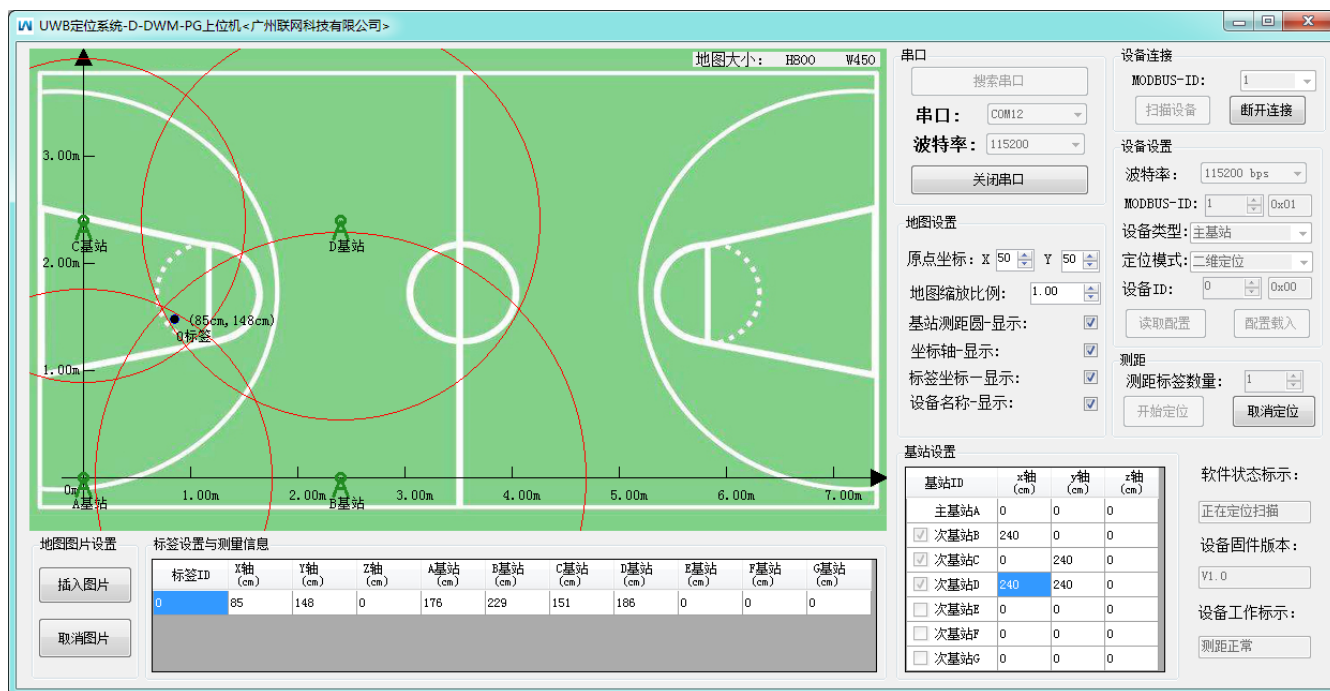 UWB定位系统-D-DWM-PG上位机<广州联网科技有限公司>
地图大小： H800 W450
3.00m
C基站
D基站
2.00m
(85cm,148cm)
0标签
1.00m
0m
1.00m
2.00m
3.00m
4.00m
5.00m
6.00m
7.00m
A基站
B基站
串口
搜索串口
串口： COM12
波特率： 115200
关闭串口
设备连接
MODBUS-ID: 1
扫描设备 断开连接
设备设置
波特率： 115200 bps
MODBUS-ID: 1 0x01
设备类型: 主基站
定位模式: 二维定位
设备ID: 0 0x00
读取配置 配置载入
地图设置
原点坐标：X 50 Y 50
地图缩放比例： 1.00
基站测距圆-显示：
坐标轴-显示：
标签坐标一显示：
设备名称-显示：
测距
测距标签数量： 1
开始定位 取消定位
基站设置
基站ID x轴(cm) y轴(cm) z轴(cm)
主基站A 0 0 0
次基站B 240 0 0
次基站C 0 240 0
次基站D 240 240 0
次基站E 0 0 0
次基站F 0 0 0
次基站G 0 0 0
软件状态标示：
正在定位扫描
设备固件版本：
V1.0
设备工作标示：
测距正常
地图图片设置
插入图片
取消图片
标签设置与测量信息
标签ID X轴(cm) Y轴(cm) Z轴(cm) A基站(cm) B基站(cm) C基站(cm) D基站(cm) E基站(cm) F基站(cm) G基站(cm)
0 85 148 0 176 229 151 186 0 0 0